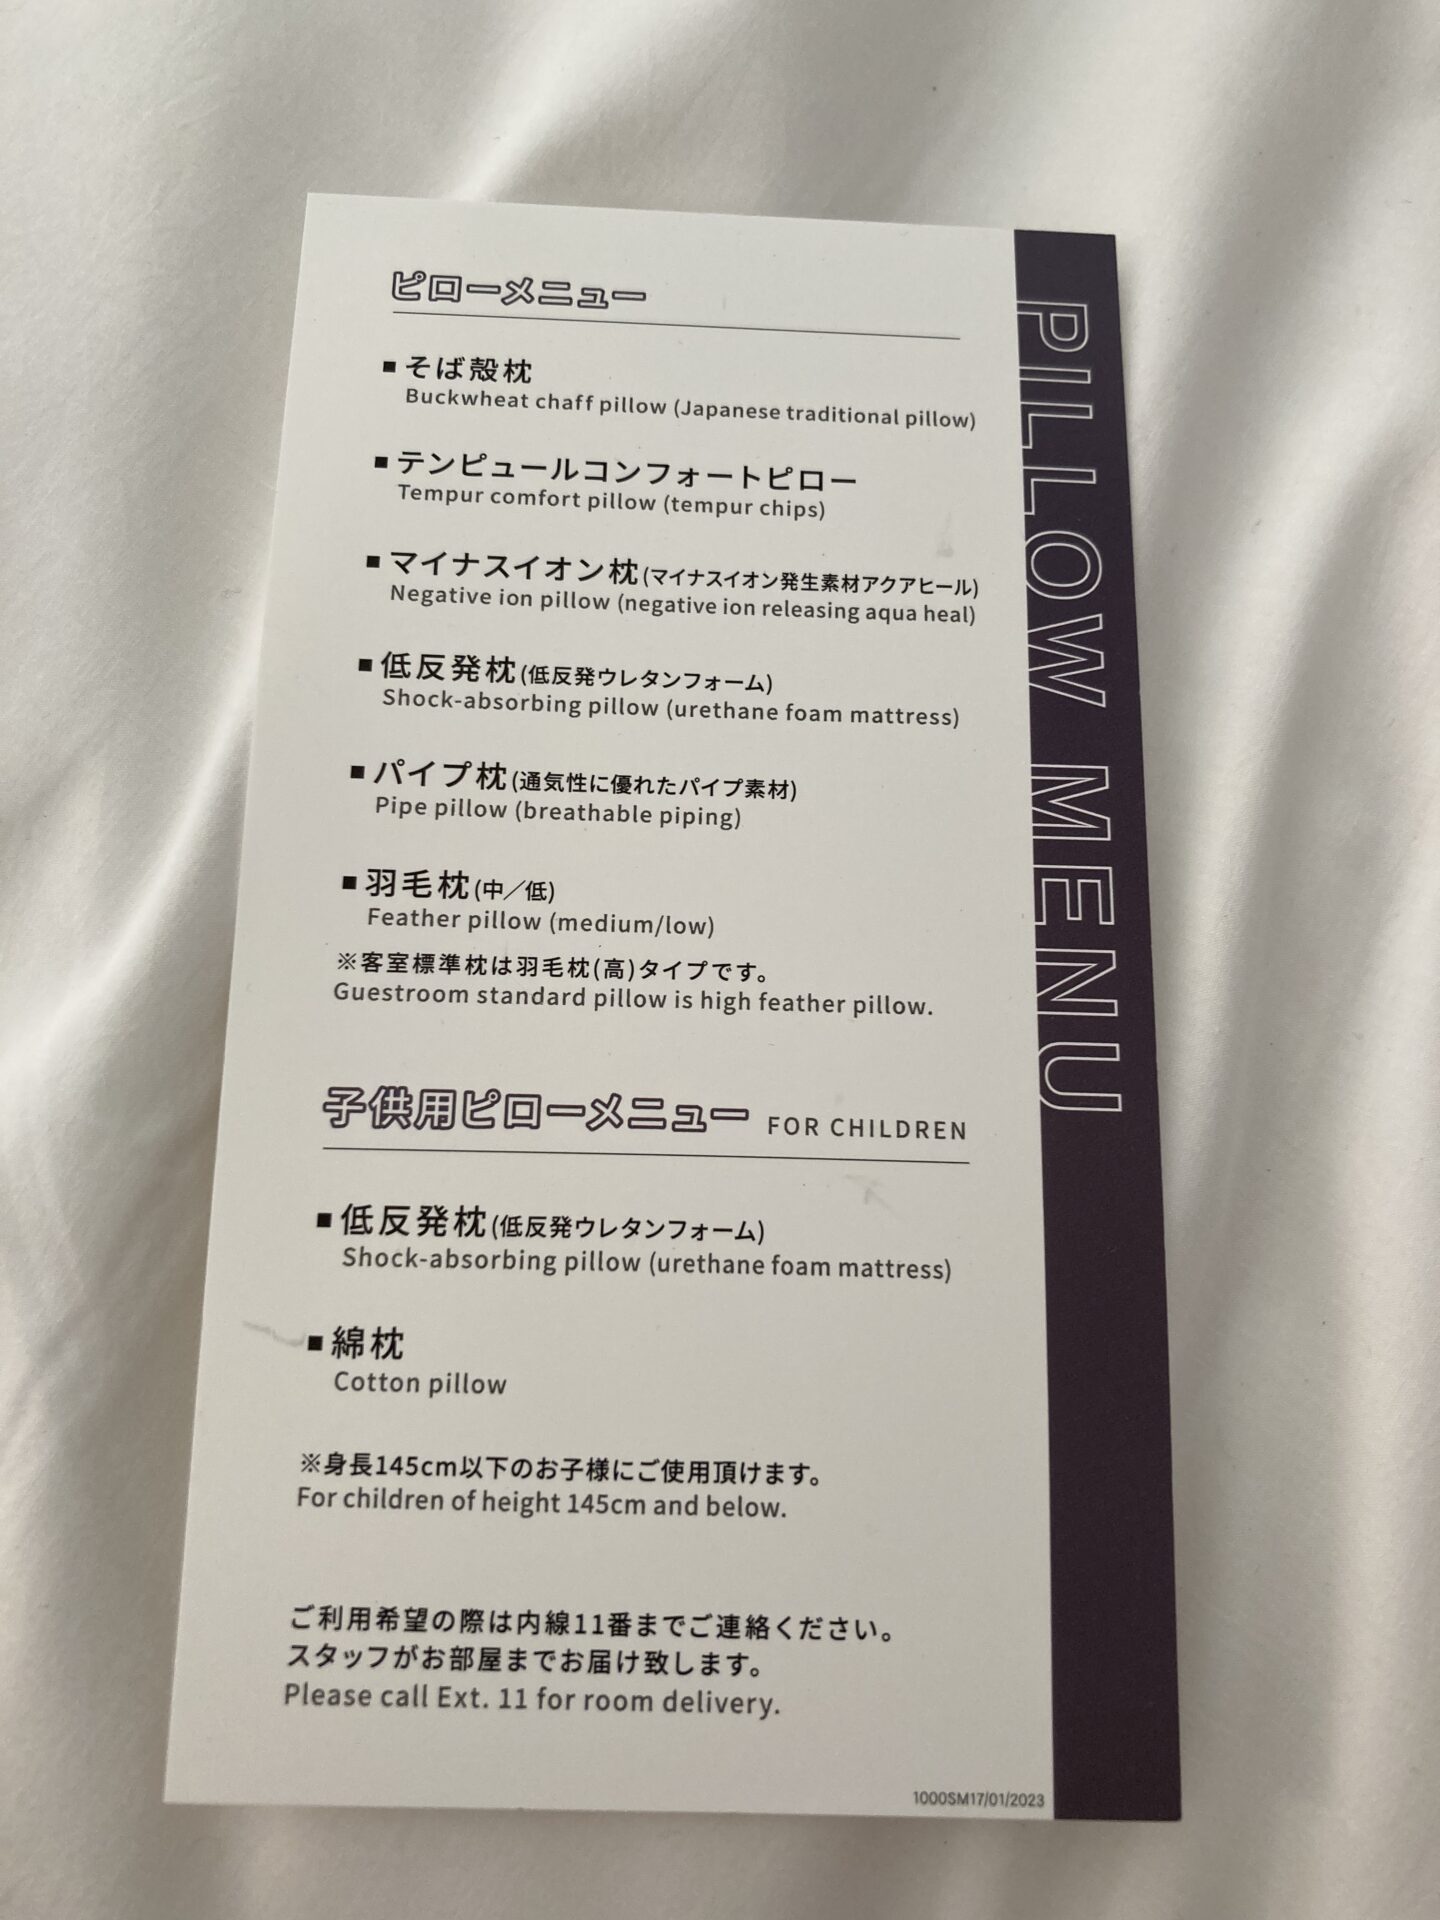 ピローメニュー
■そば殻枕
Buckwheat chaff pillow (Japanese traditional pillow)
■テンピュールコンフォートピロー
Tempur comfort pillow (tempur chips)
■マイナスイオン枕(マイナスイオン発生素材アクアヒール)
Negative ion pillow (negative ion releasing aqua heal)
■低反発枕(低反発ウレタンフォーム)
Shock-absorbing pillow (urethane foam mattress)
■パイプ枕(通気性に優れたパイプ素材)
Pipe pillow (breathable piping)
■羽毛枕(中／低)
Feather pillow (medium/low)
※客室標準枕は羽毛枕(高)タイプです。
Guestroom standard pillow is high feather pillow.
子供用ピローメニュー FOR CHILDREN
■低反発枕(低反発ウレタンフォーム)
Shock-absorbing pillow (urethane foam mattress)
■綿枕
Cotton pillow
※身長145cm以下のお子様にご使用頂けます。
For children of height 145cm and below.
ご利用希望の際は内線11番までご連絡ください。
スタッフがお部屋までお届け致します。
Please call Ext. 11 for room delivery.
1000SM17/01/2023
PILLOW MENU